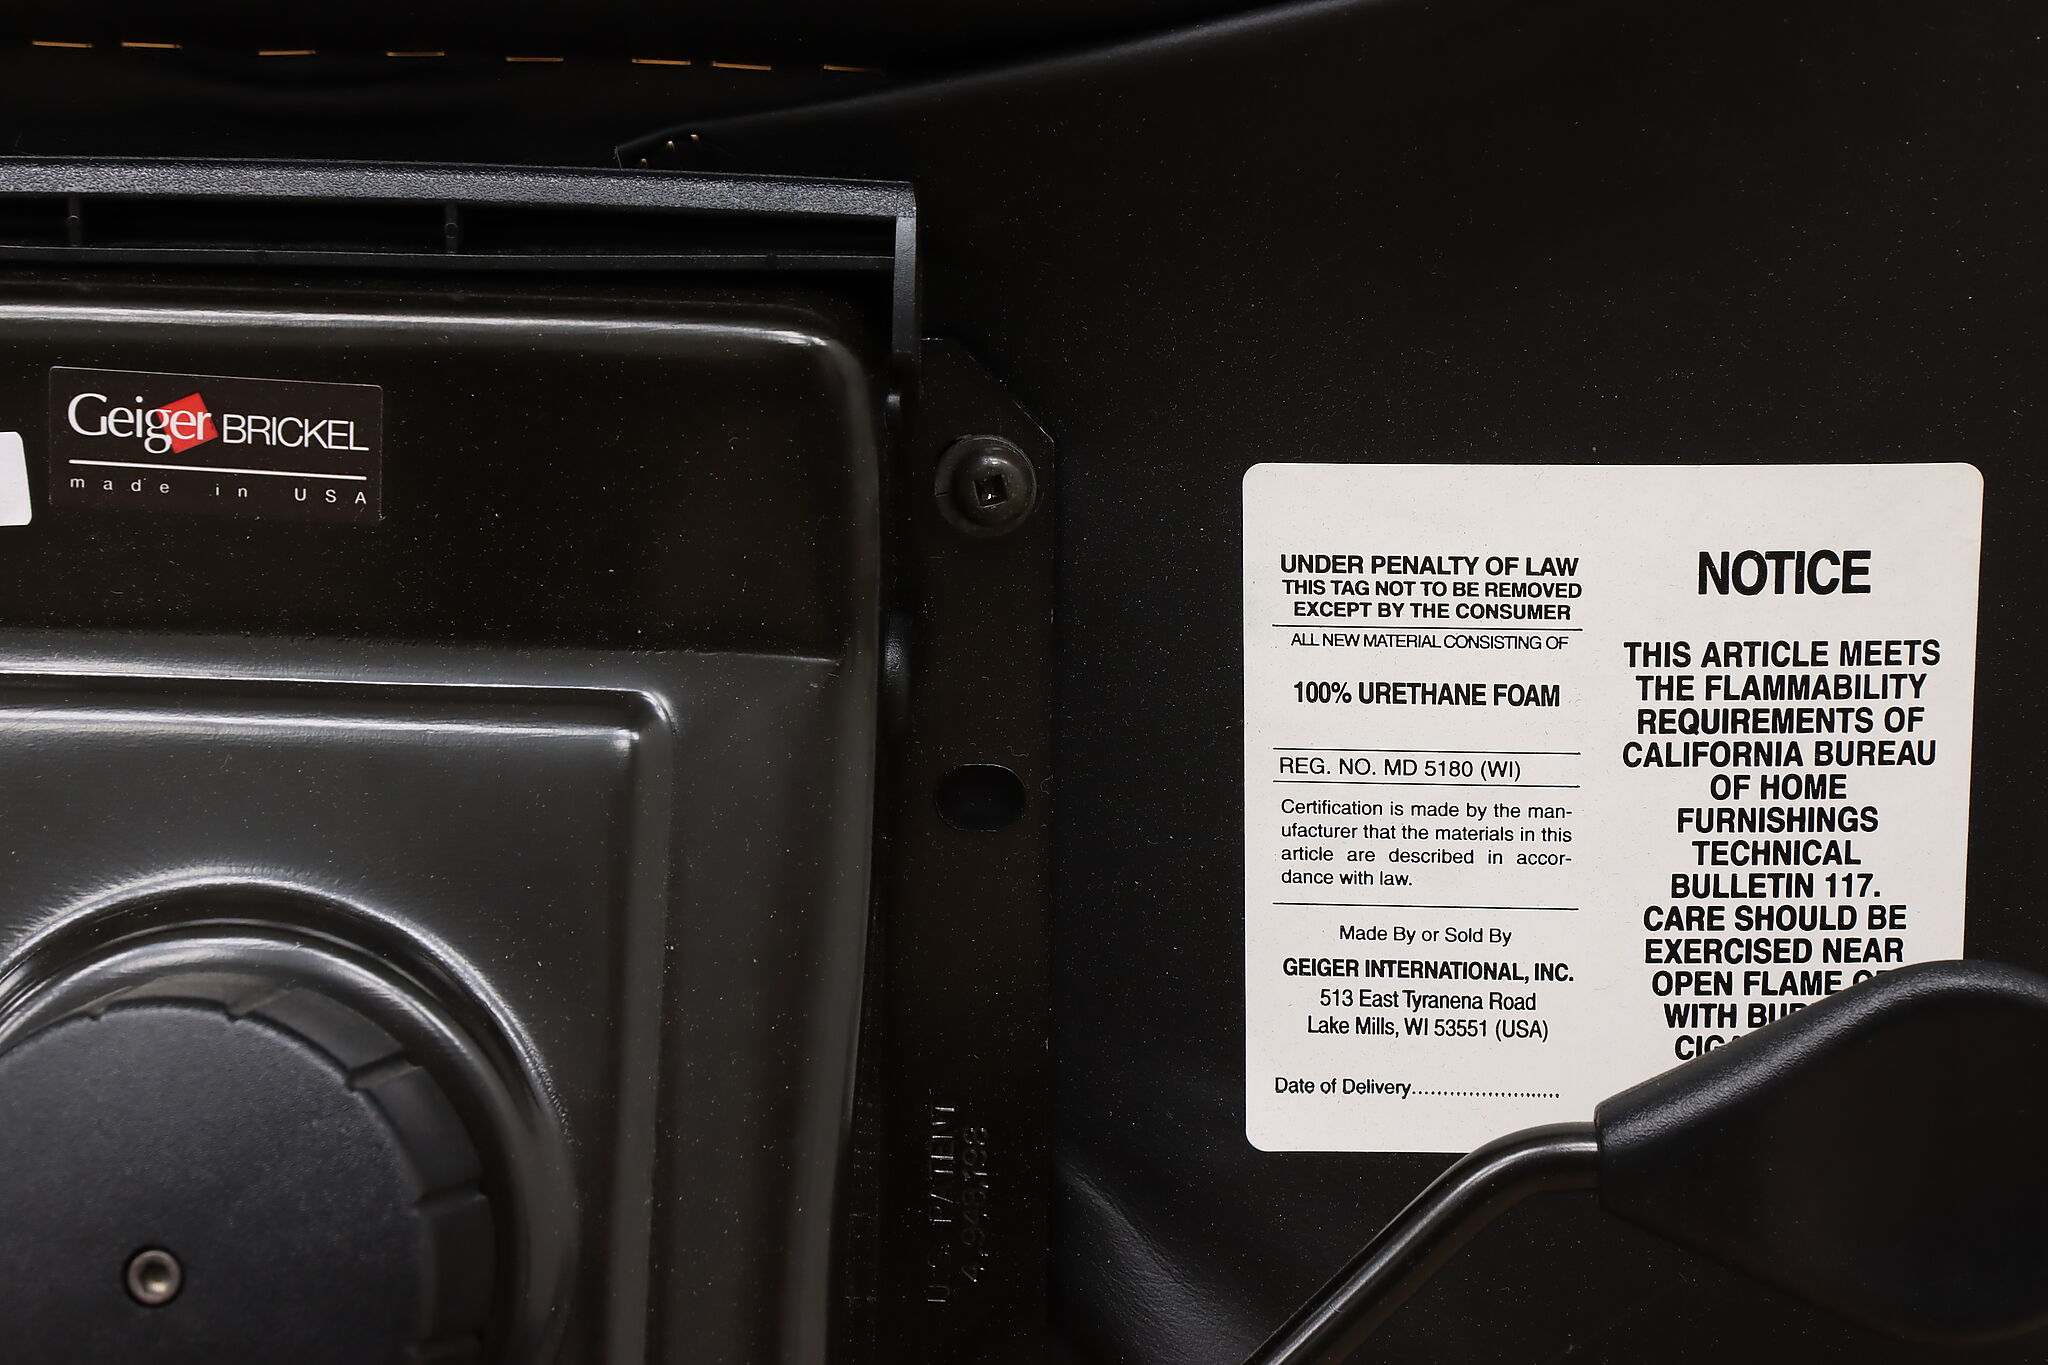 Geiger BRICKEL
made in USA
UNDER PENALTY OF LAW
THIS TAG NOT TO BE REMOVED
EXCEPT BY THE CONSUMER
ALL NEW MATERIAL CONSISTING OF
100% URETHANE FOAM
REG. NO. MD 5180 (WI)
Certification is made by the man-
ufacturer that the materials in this
article are described in accor-
dance with law.
Made By or Sold By
GEIGER INTERNATIONAL, INC.
513 East Tyranena Road
Lake Mills, WI 53551 (USA)
Date of Delivery........................
NOTICE
THIS ARTICLE MEETS
THE FLAMMABILITY
REQUIREMENTS OF
CALIFORNIA BUREAU
OF HOME
FURNISHINGS
TECHNICAL
BULLETIN 117.
CARE SHOULD BE
EXERCISED NEAR
OPEN FLAME
WITH
U.S. PATENT